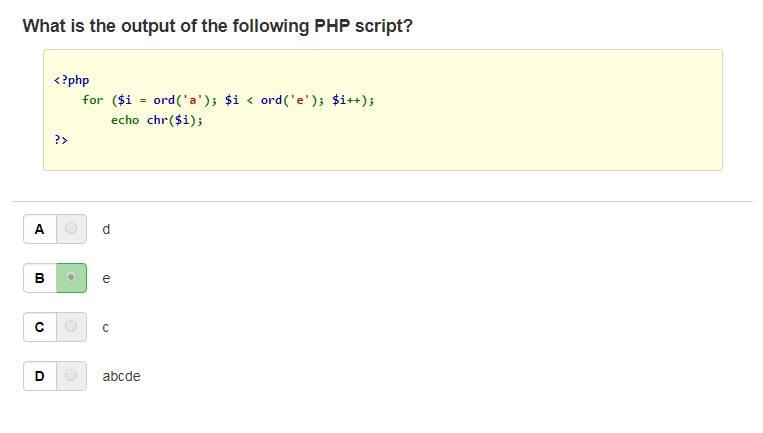 What is the output of the following PHP script?
<?php
for ($i = ord('a'); $i < ord('e'); $i++);
echo chr($i);
?>
A d
B e
C c
D abcde